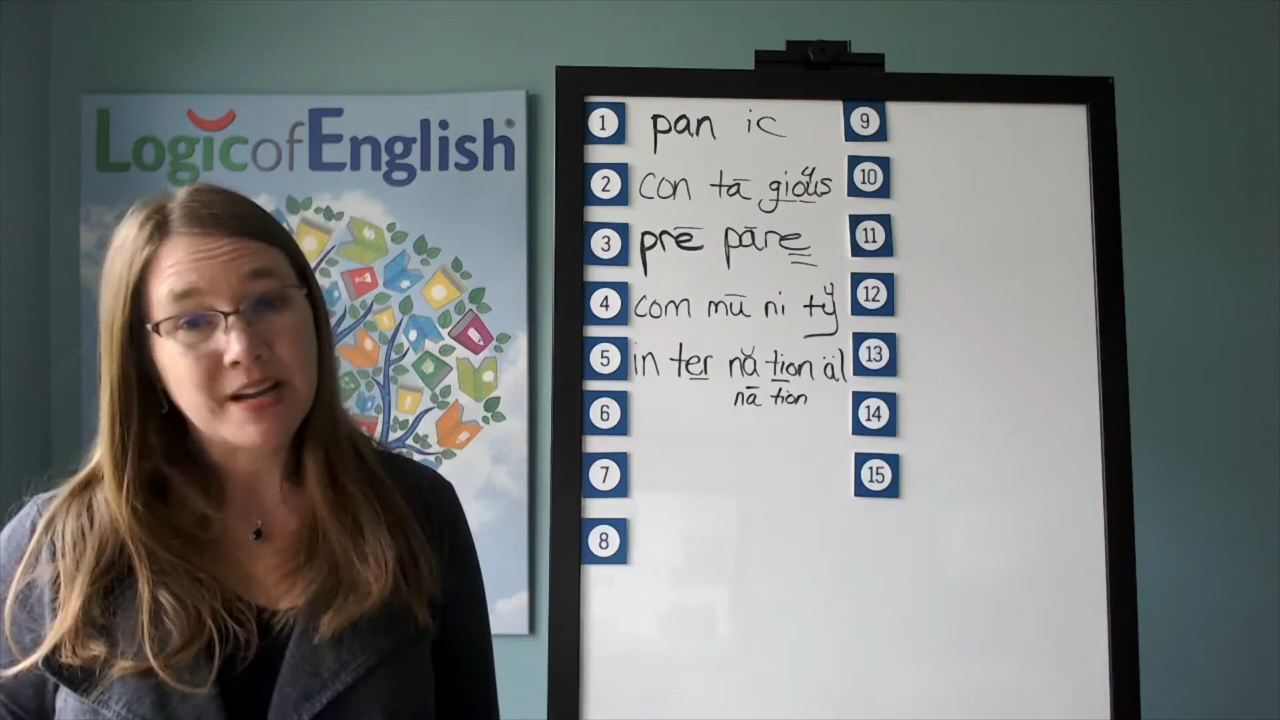 Logic of English®
1 pan ic
2 con tā gious
3 prē pāre
4 com mū ni ty
5 in ter nă tion äl
nā tion
6
7
8
9
10
11
12
13
14
15